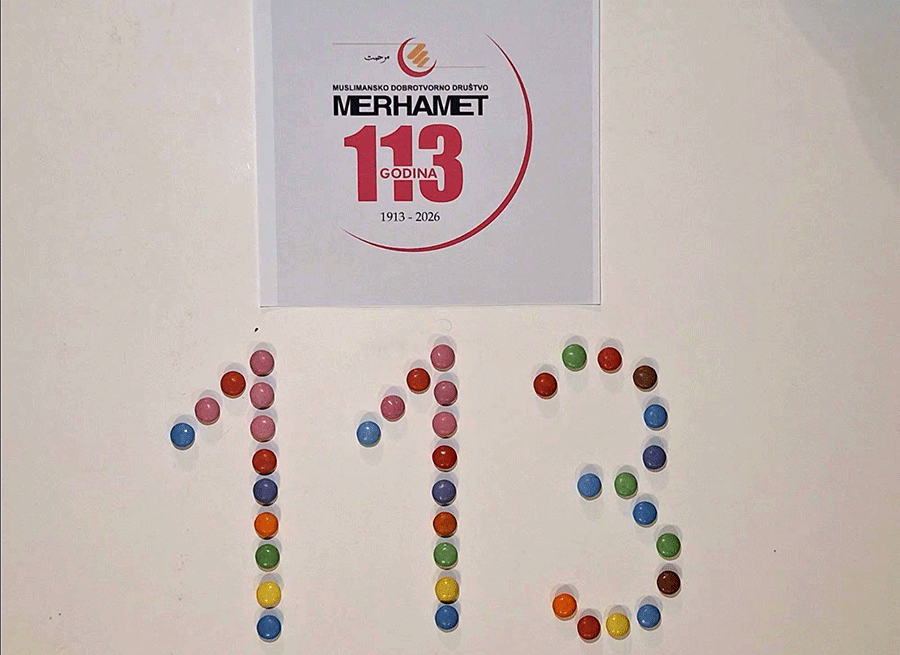 مرحمت
MUSLIMANSKO DOBROTVORNO DRUŠTVO
MERHAMET
113
GODINA
1913 - 2026
113